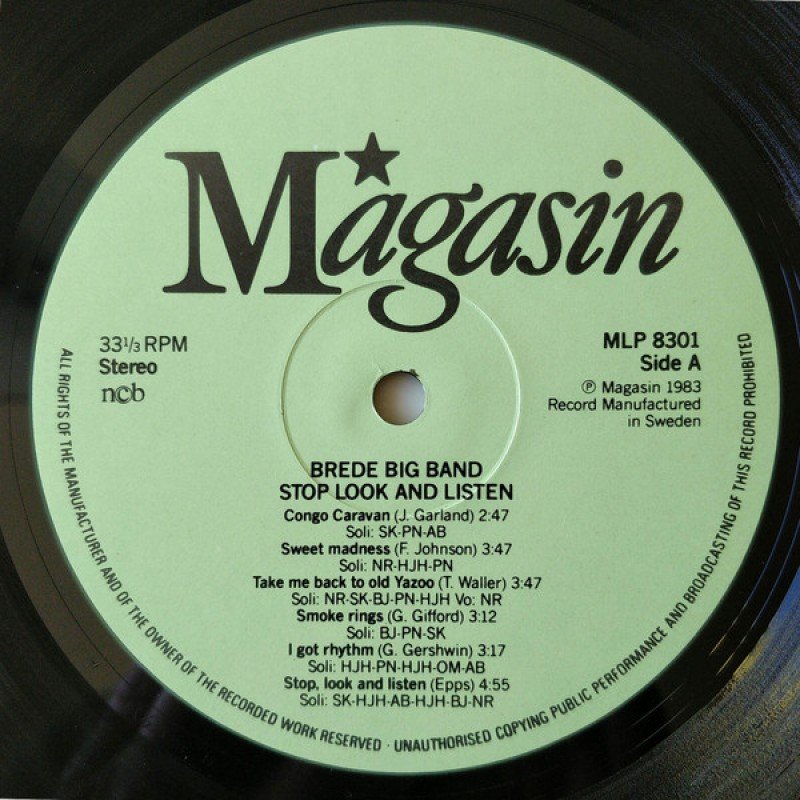 Magasin
33 1/3 RPM
Stereo
ncb
MLP 8301
Side A
Ⓟ Magasin 1983
Record Manufactured
in Sweden
BREDE BIG BAND
STOP LOOK AND LISTEN
Congo Caravan (J. Garland) 2:47
Soli: SK-PN-AB
Sweet madness (F. Johnson) 3:47
Soli: NR-HJH-PN
Take me back to old Yazoo (T. Waller) 3:47
Soli: NR-SK-BJ-PN-HJH Vo: NR
Smoke rings (G. Gifford) 3:12
Soli: BJ-PN-SK
I got rhythm (G. Gershwin) 3:17
Soli: HJH-PN-HJH-OM-AB
Stop, look and listen (Epps) 4:55
Soli: SK-HJH-AB-HJH-BJ-NR
ALL RIGHTS OF THE MANUFACTURER AND OF THE OWNER OF THE RECORDED WORK RESERVED · UNAUTHORISED COPYING PUBLIC PERFORMANCE AND BROADCASTING OF THIS RECORD PROHIBITED